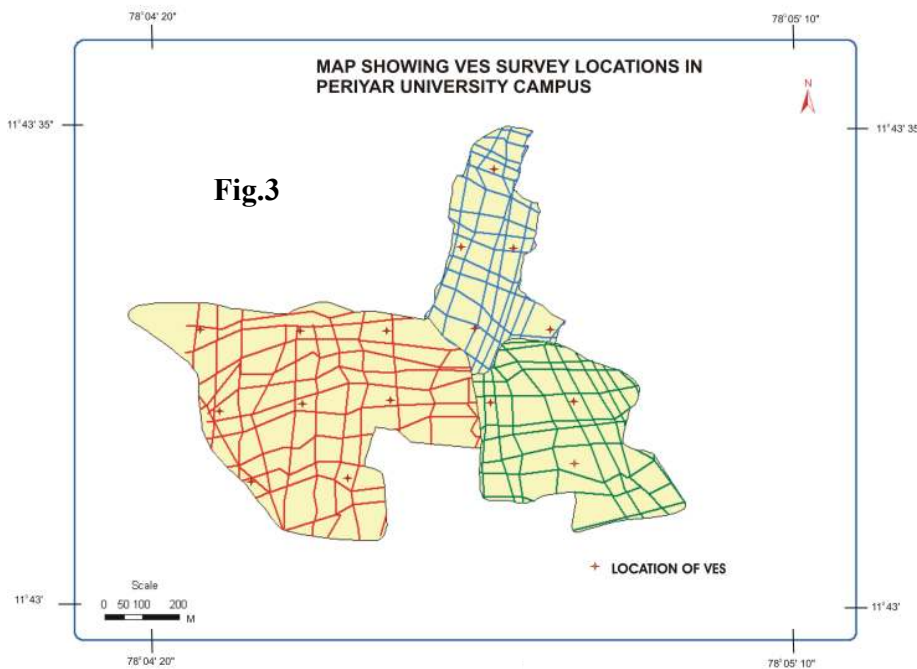 78°04' 20"
78°05' 10"
MAP SHOWING VES SURVEY LOCATIONS IN
PERIYAR UNIVERSITY CAMPUS
N
11°43' 35"
11°43' 35"
Fig.3
LOCATION OF VES
Scale
0 50 100 200
M
11°43'
11°43'
78°04' 20"
78°05' 10"